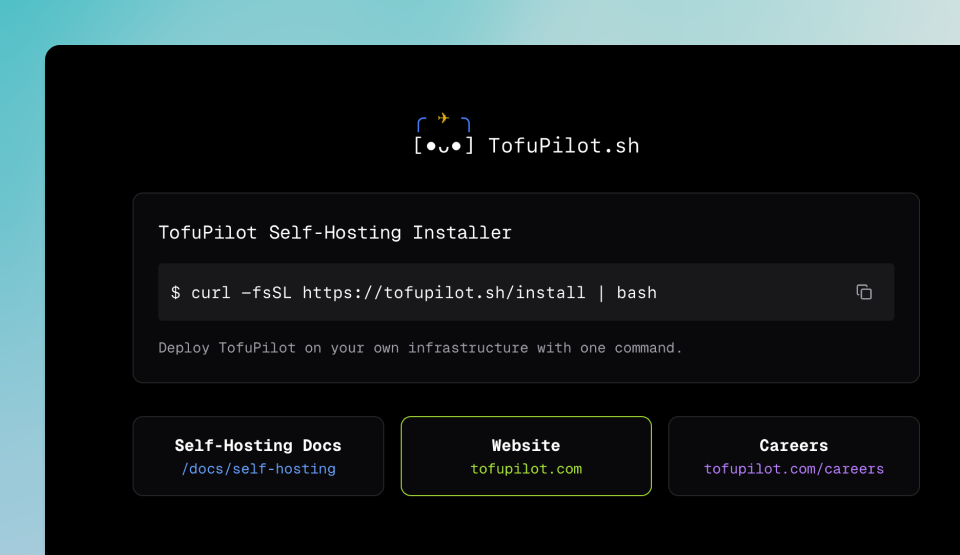 ╭ ✈ ╮
[●ᴗ●] TofuPilot.sh
TofuPilot Self-Hosting Installer
$ curl -fsSL https://tofupilot.sh/install | bash
Deploy TofuPilot on your own infrastructure with one command.
Self-Hosting Docs
/docs/self-hosting
Website
tofupilot.com
Careers
tofupilot.com/careers